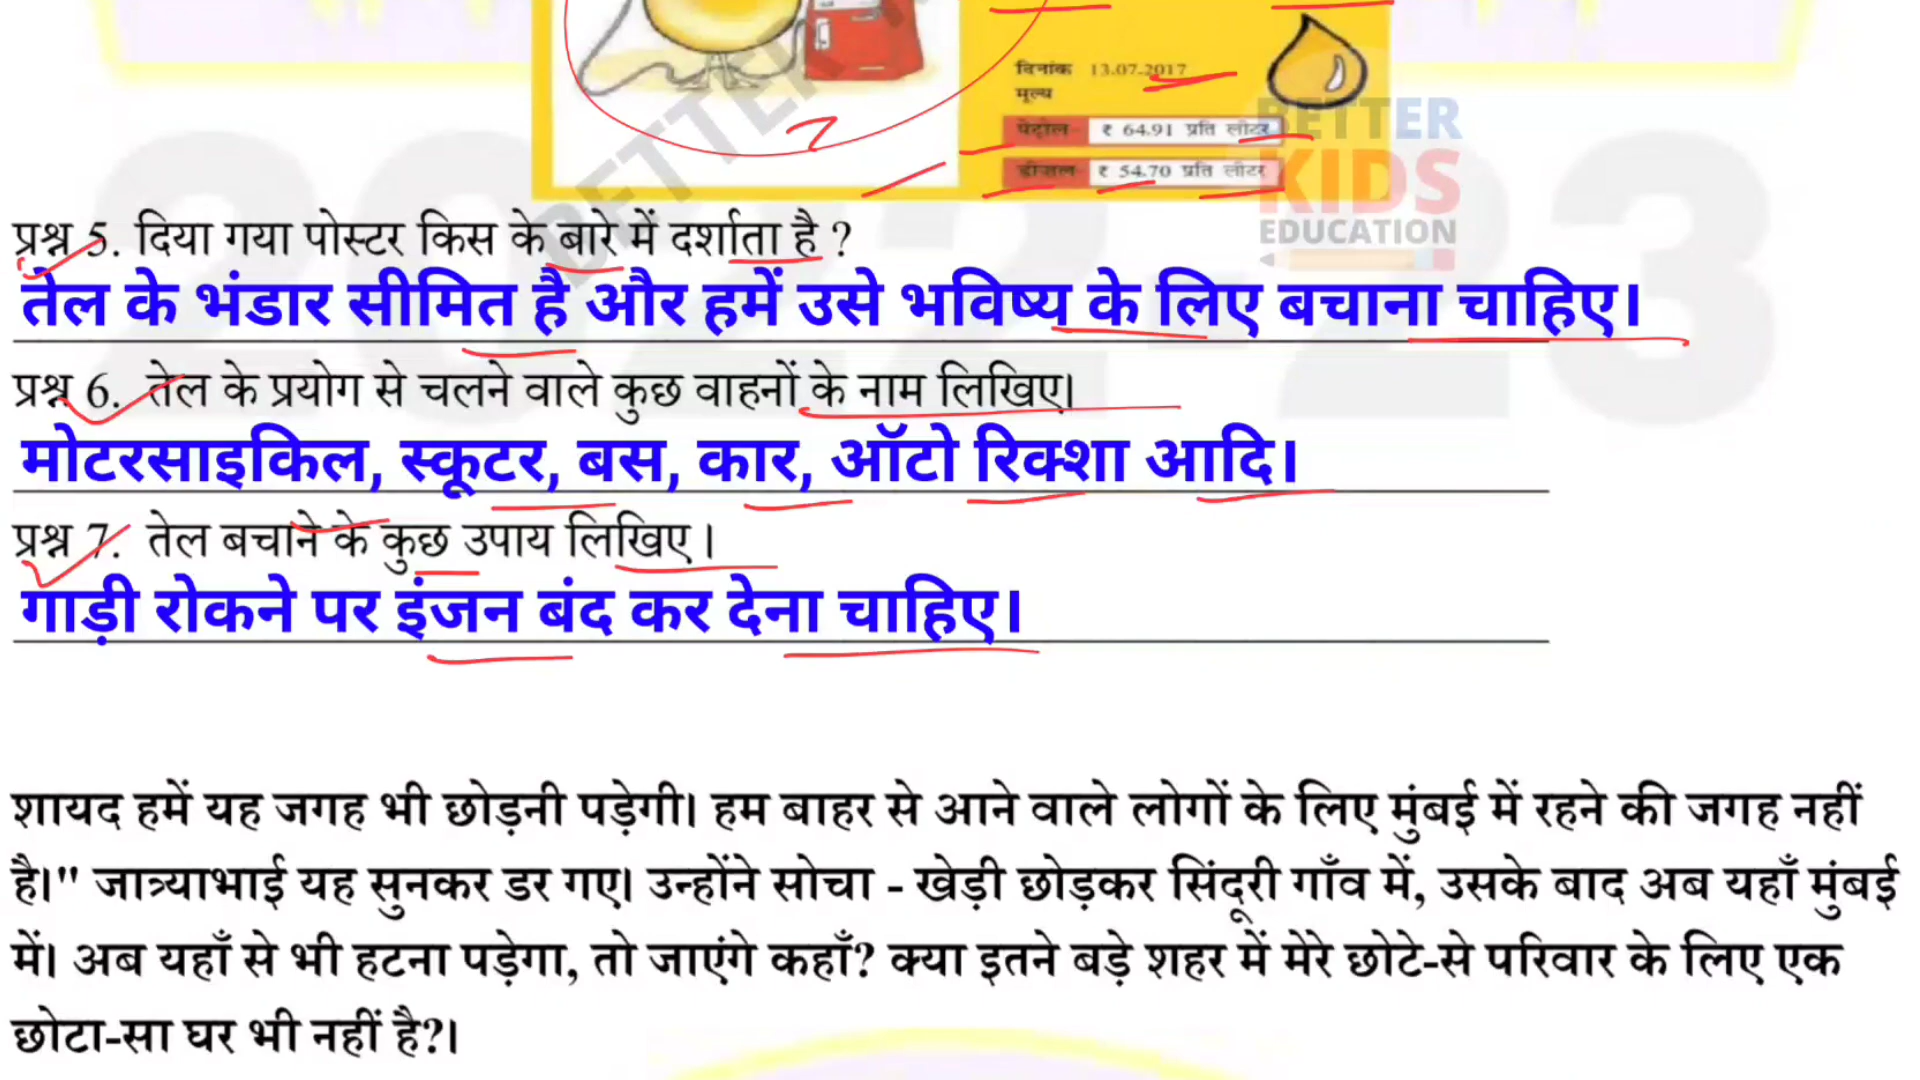 दिनांक 13.07.2017
मूल्य
पेट्रोल ₹ 64.91 प्रति लीटर
डीजल ₹ 54.70 प्रति लीटर
BETTER
KIDS
EDUCATION
2022-23
प्रश्न 5. दिया गया पोस्टर किस के बारे में दर्शाता है ?
तेल के भंडार सीमित है और हमें उसे भविष्य के लिए बचाना चाहिए।
प्रश्न 6. तेल के प्रयोग से चलने वाले कुछ वाहनों के नाम लिखिए।
मोटरसाइकिल, स्कूटर, बस, कार, ऑटो रिक्शा आदि।
प्रश्न 7. तेल बचाने के कुछ उपाय लिखिए ।
गाड़ी रोकने पर इंजन बंद कर देना चाहिए।
शायद हमें यह जगह भी छोड़नी पड़ेगी। हम बाहर से आने वाले लोगों के लिए मुंबई में रहने की जगह नहीं
है।" जात्र्याभाई यह सुनकर डर गए। उन्होंने सोचा - खेड़ी छोड़कर सिंदूरी गाँव में, उसके बाद अब यहाँ मुंबई
में। अब यहाँ से भी हटना पड़ेगा, तो जाएंगे कहाँ? क्या इतने बड़े शहर में मेरे छोटे-से परिवार के लिए एक
छोटा-सा घर भी नहीं है?।